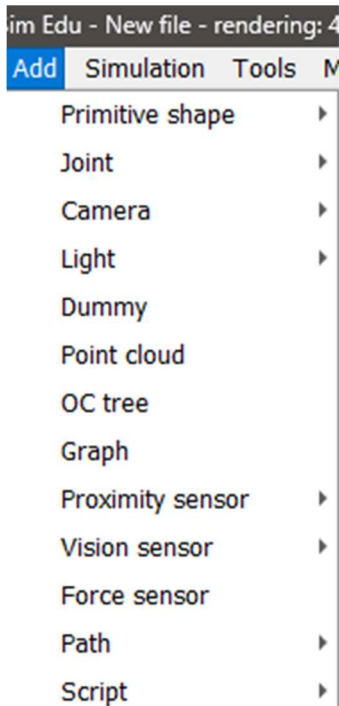 im Edu - New file - rendering: 4
Add Simulation Tools M
Primitive shape
Joint
Camera
Light
Dummy
Point cloud
OC tree
Graph
Proximity sensor
Vision sensor
Force sensor
Path
Script